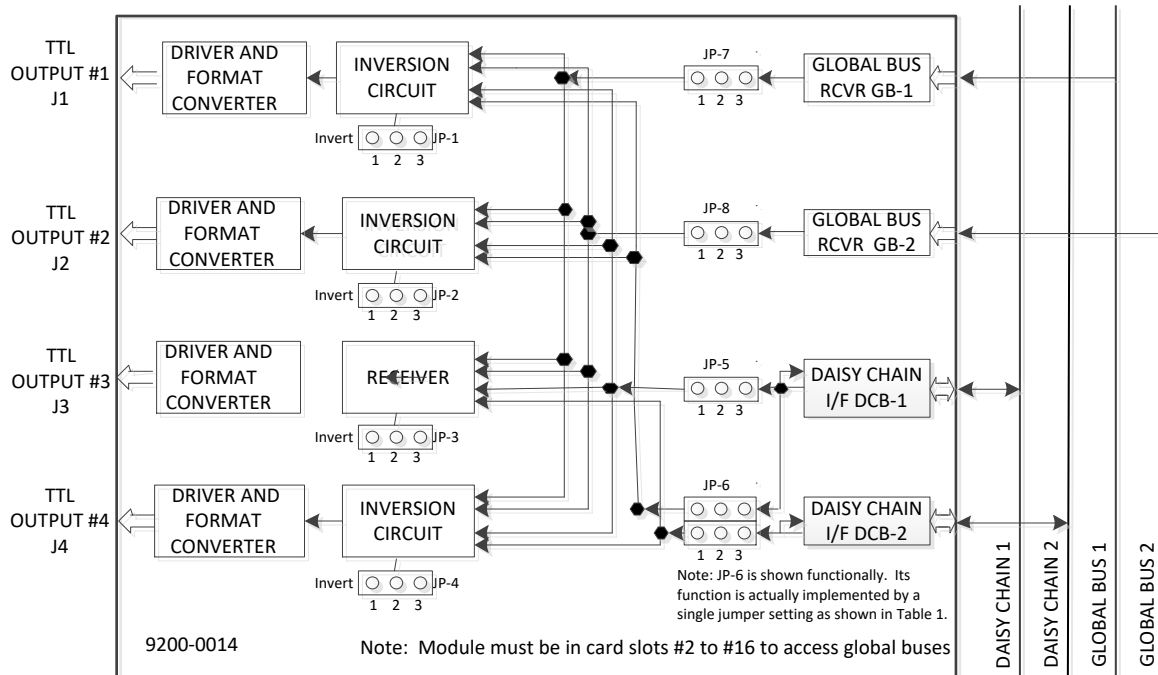 TTL
OUTPUT #1
J1
DRIVER AND
FORMAT
CONVERTER
INVERSION
CIRCUIT
Invert
1 2 3
JP-1
JP-7
1 2 3
GLOBAL BUS
RCVR GB-1
TTL
OUTPUT #2
J2
DRIVER AND
FORMAT
CONVERTER
INVERSION
CIRCUIT
Invert
1 2 3
JP-2
JP-8
1 2 3
GLOBAL BUS
RCVR GB-2
TTL
OUTPUT #3
J3
DRIVER AND
FORMAT
CONVERTER
RECEIVER
Invert
1 2 3
JP-3
JP-5
1 2 3
DAISY CHAIN
I/F DCB-1
TTL
OUTPUT #4
J4
DRIVER AND
FORMAT
CONVERTER
INVERSION
CIRCUIT
Invert
1 2 3
JP-4
JP-6
1 2 3
DAISY CHAIN
I/F DCB-2
Note: JP-6 is shown functionally. Its
function is actually implemented by a
single jumper setting as shown in Table 1.
9200-0014
Note: Module must be in card slots #2 to #16 to access global buses
DAISY CHAIN 1
DAISY CHAIN 2
GLOBAL BUS 1
GLOBAL BUS 2